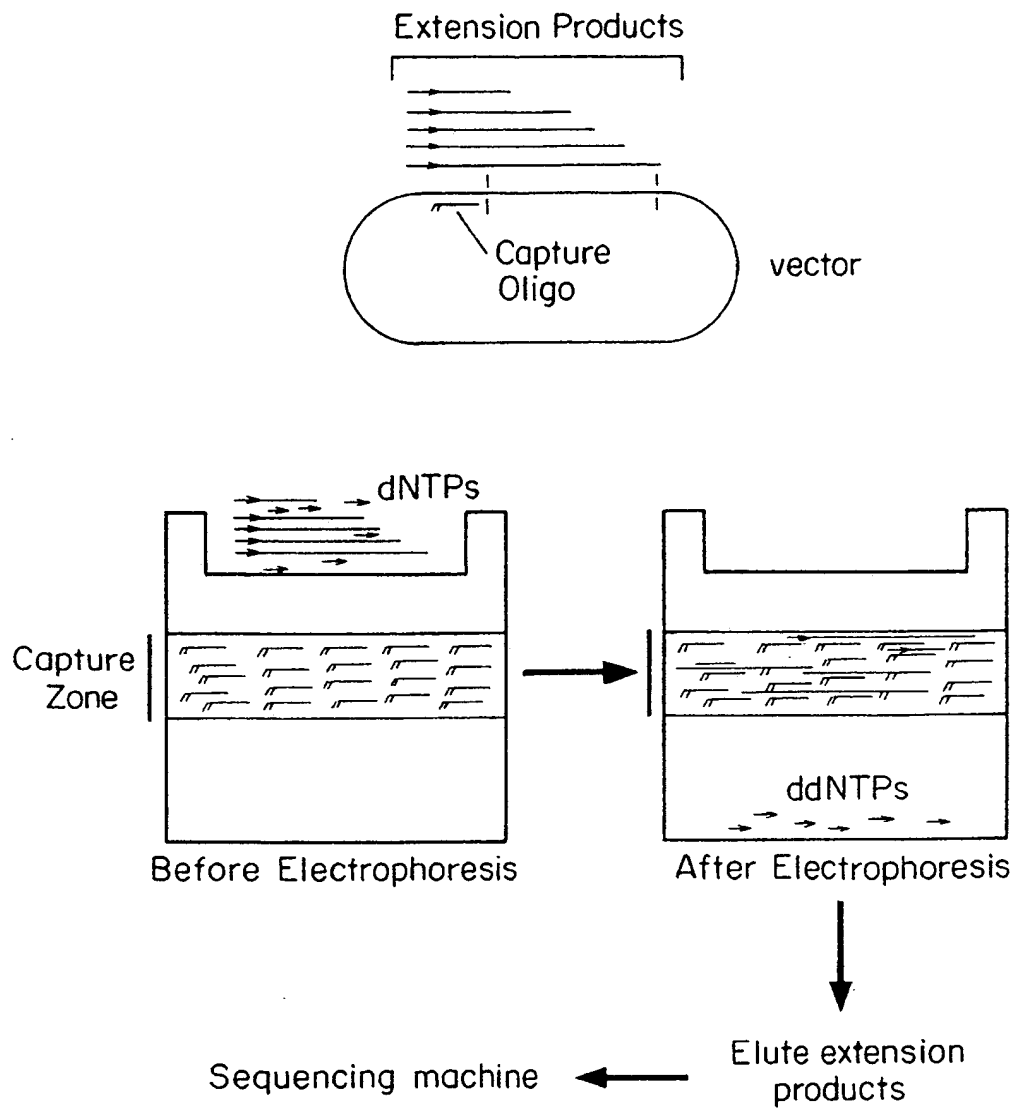 Extension Products
Capture
Oligo
vector
dNTPs
Capture
Zone
ddNTPs
Before Electrophoresis
After Electrophoresis
Elute extension
products
Sequencing machine